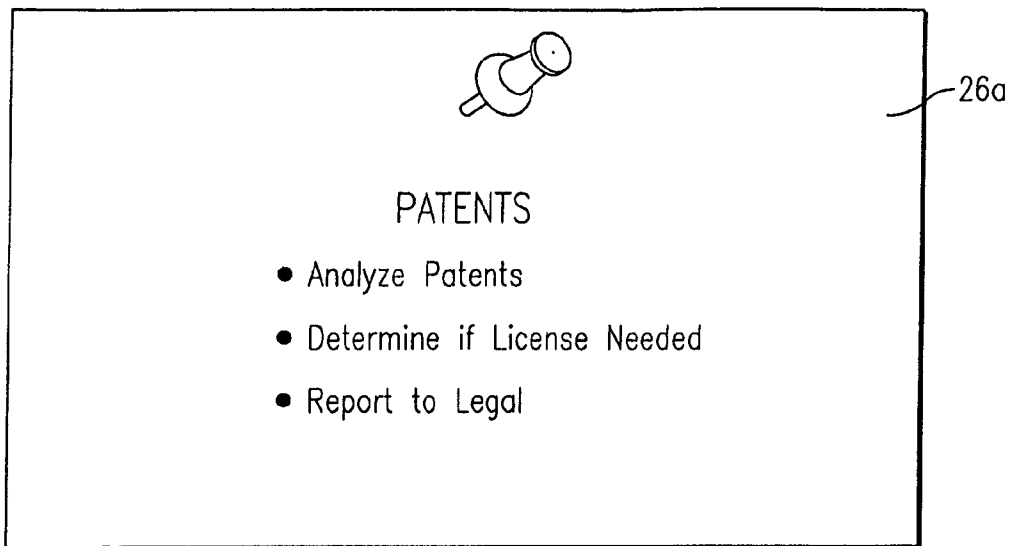 26a
PATENTS
• Analyze Patents
• Determine if License Needed
• Report to Legal